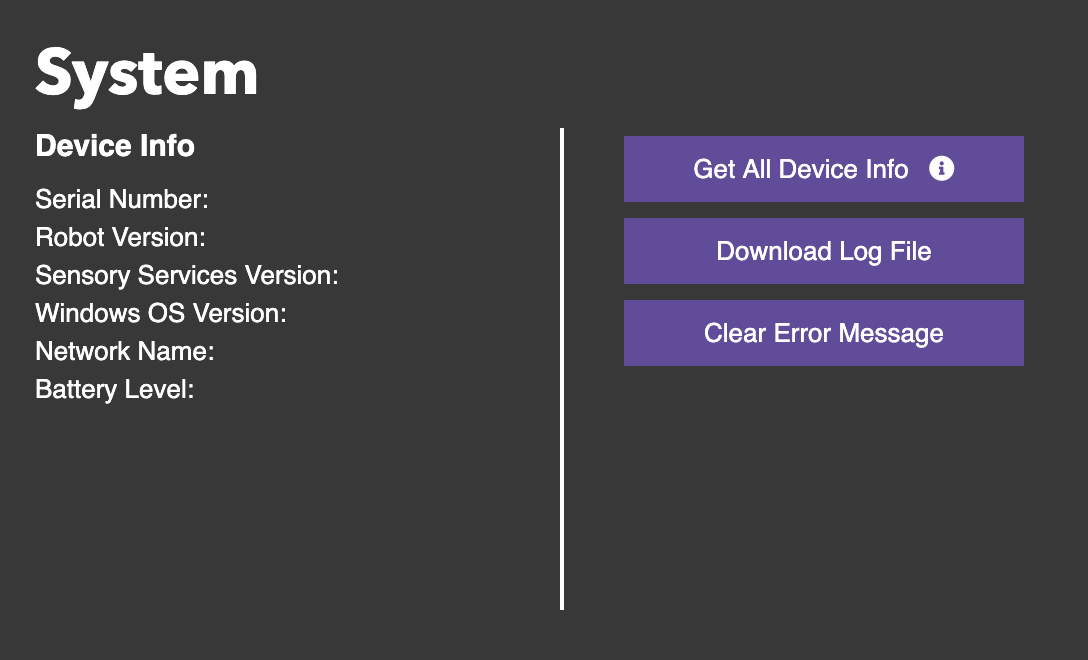 System
Device Info
Serial Number:
Robot Version:
Sensory Services Version:
Windows OS Version:
Network Name:
Battery Level:
Get All Device Info
Download Log File
Clear Error Message